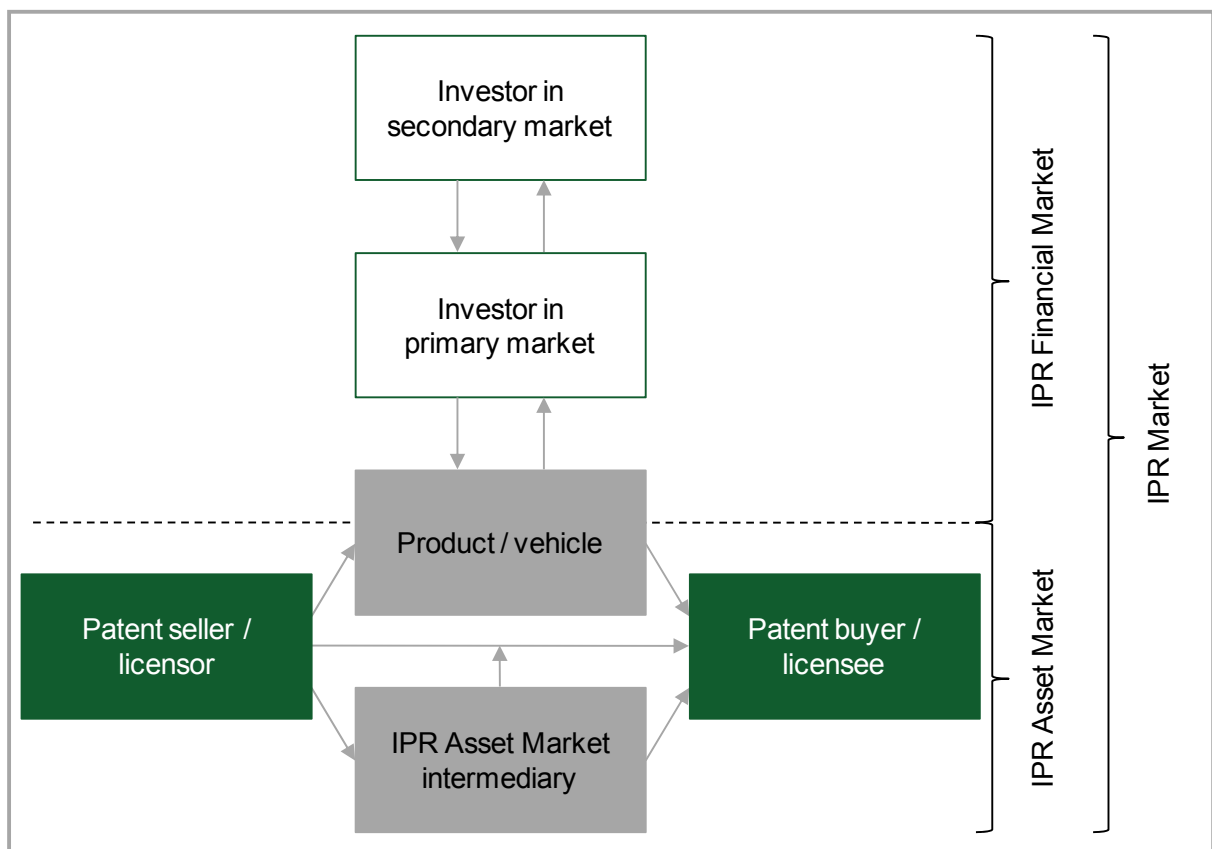 Investor in
secondary market
Investor in
primary market
Product / vehicle
Patent seller /
licensor
Patent buyer /
licensee
IPR Asset Market
intermediary
IPR Financial Market
IPR Asset Market
IPR Market